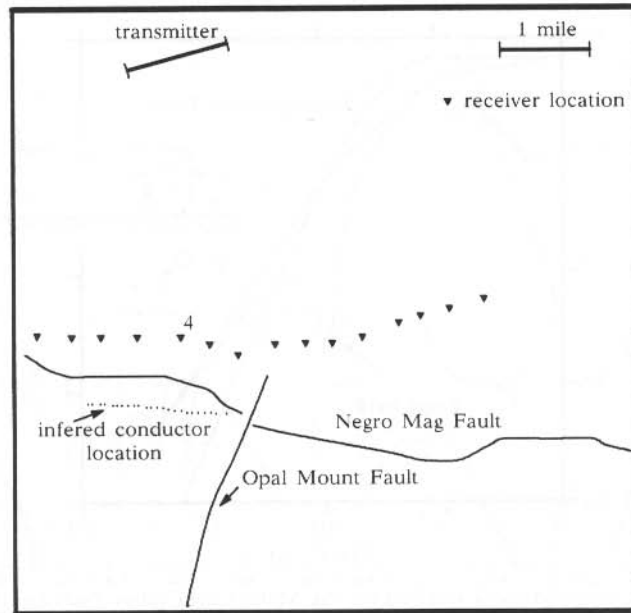 transmitter
1 mile
receiver location
4
Negro Mag Fault
infered conductor
location
Opal Mount Fault